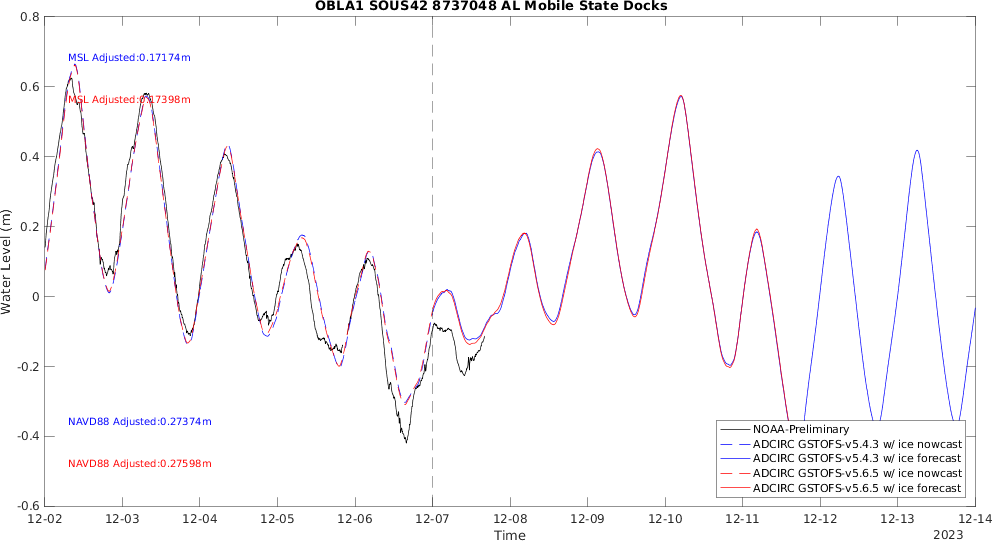 OBLA1 SOUS42 8737048 AL Mobile State Docks
0.8
0.6
0.4
0.2
0
-0.2
-0.4
-0.6
Water Level (m)
MSL Adjusted:0.17174m
MSL Adjusted:0.17398m
NAVD88 Adjusted:0.27374m
NAVD88 Adjusted:0.27598m
NOAA-Preliminary
ADCIRC GSTOFS-v5.4.3 w/ ice nowcast
ADCIRC GSTOFS-v5.4.3 w/ ice forecast
ADCIRC GSTOFS-v5.6.5 w/ ice nowcast
ADCIRC GSTOFS-v5.6.5 w/ ice forecast
12-02 12-03 12-04 12-05 12-06 12-07 12-08 12-09 12-10 12-11 12-12 12-13 12-14
Time
2023